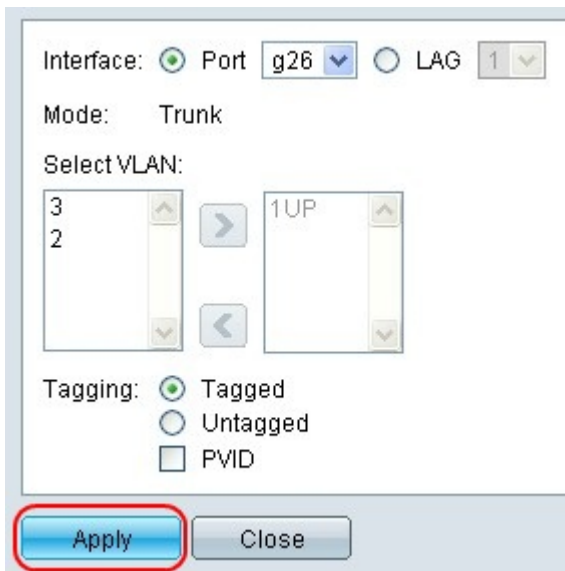 Interface: Port g26 LAG 1
Mode: Trunk
Select VLAN:
3
2
1UP
Tagging: Tagged
Untagged
PVID
Apply Close